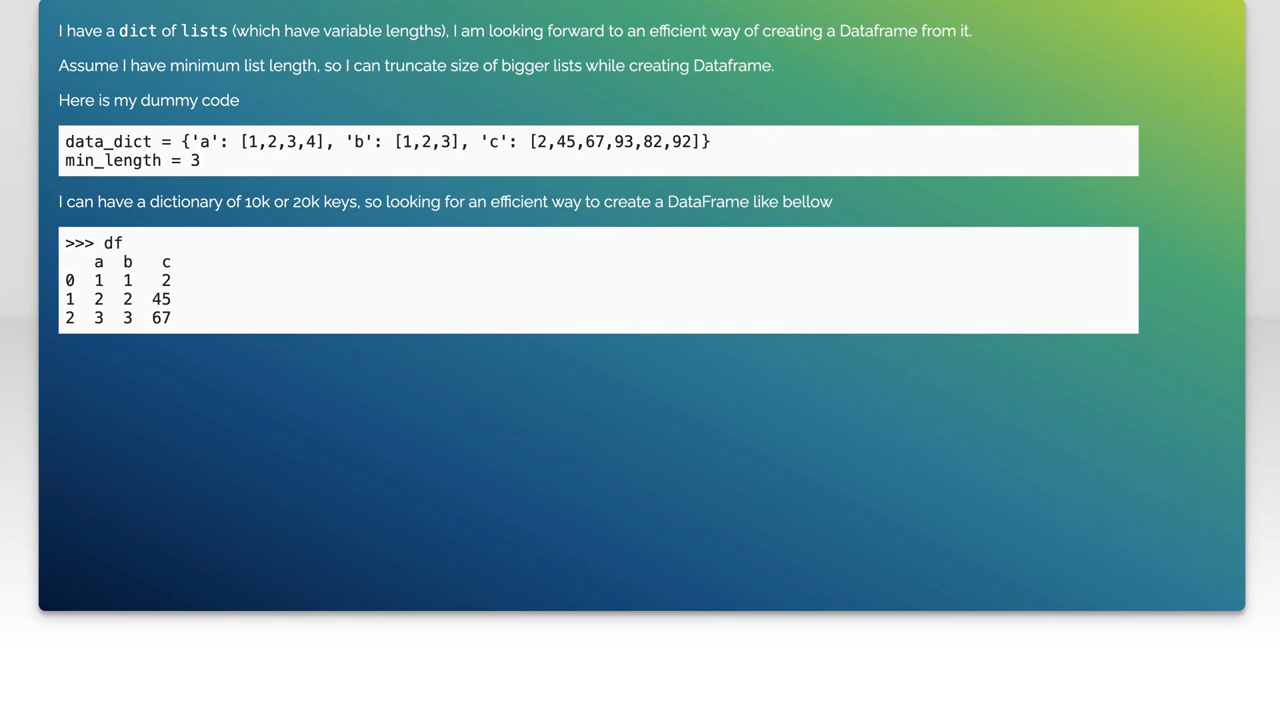 I have a dict of lists (which have variable lengths), I am looking forward to an efficient way of creating a Dataframe from it.
Assume I have minimum list length, so I can truncate size of bigger lists while creating Dataframe.
Here is my dummy code
data_dict = {'a': [1,2,3,4], 'b': [1,2,3], 'c': [2,45,67,93,82,92]}
min_length = 3
I can have a dictionary of 10k or 20k keys, so looking for an efficient way to create a DataFrame like bellow
>>> df
   a  b   c
0  1  1   2
1  2  2  45
2  3  3  67